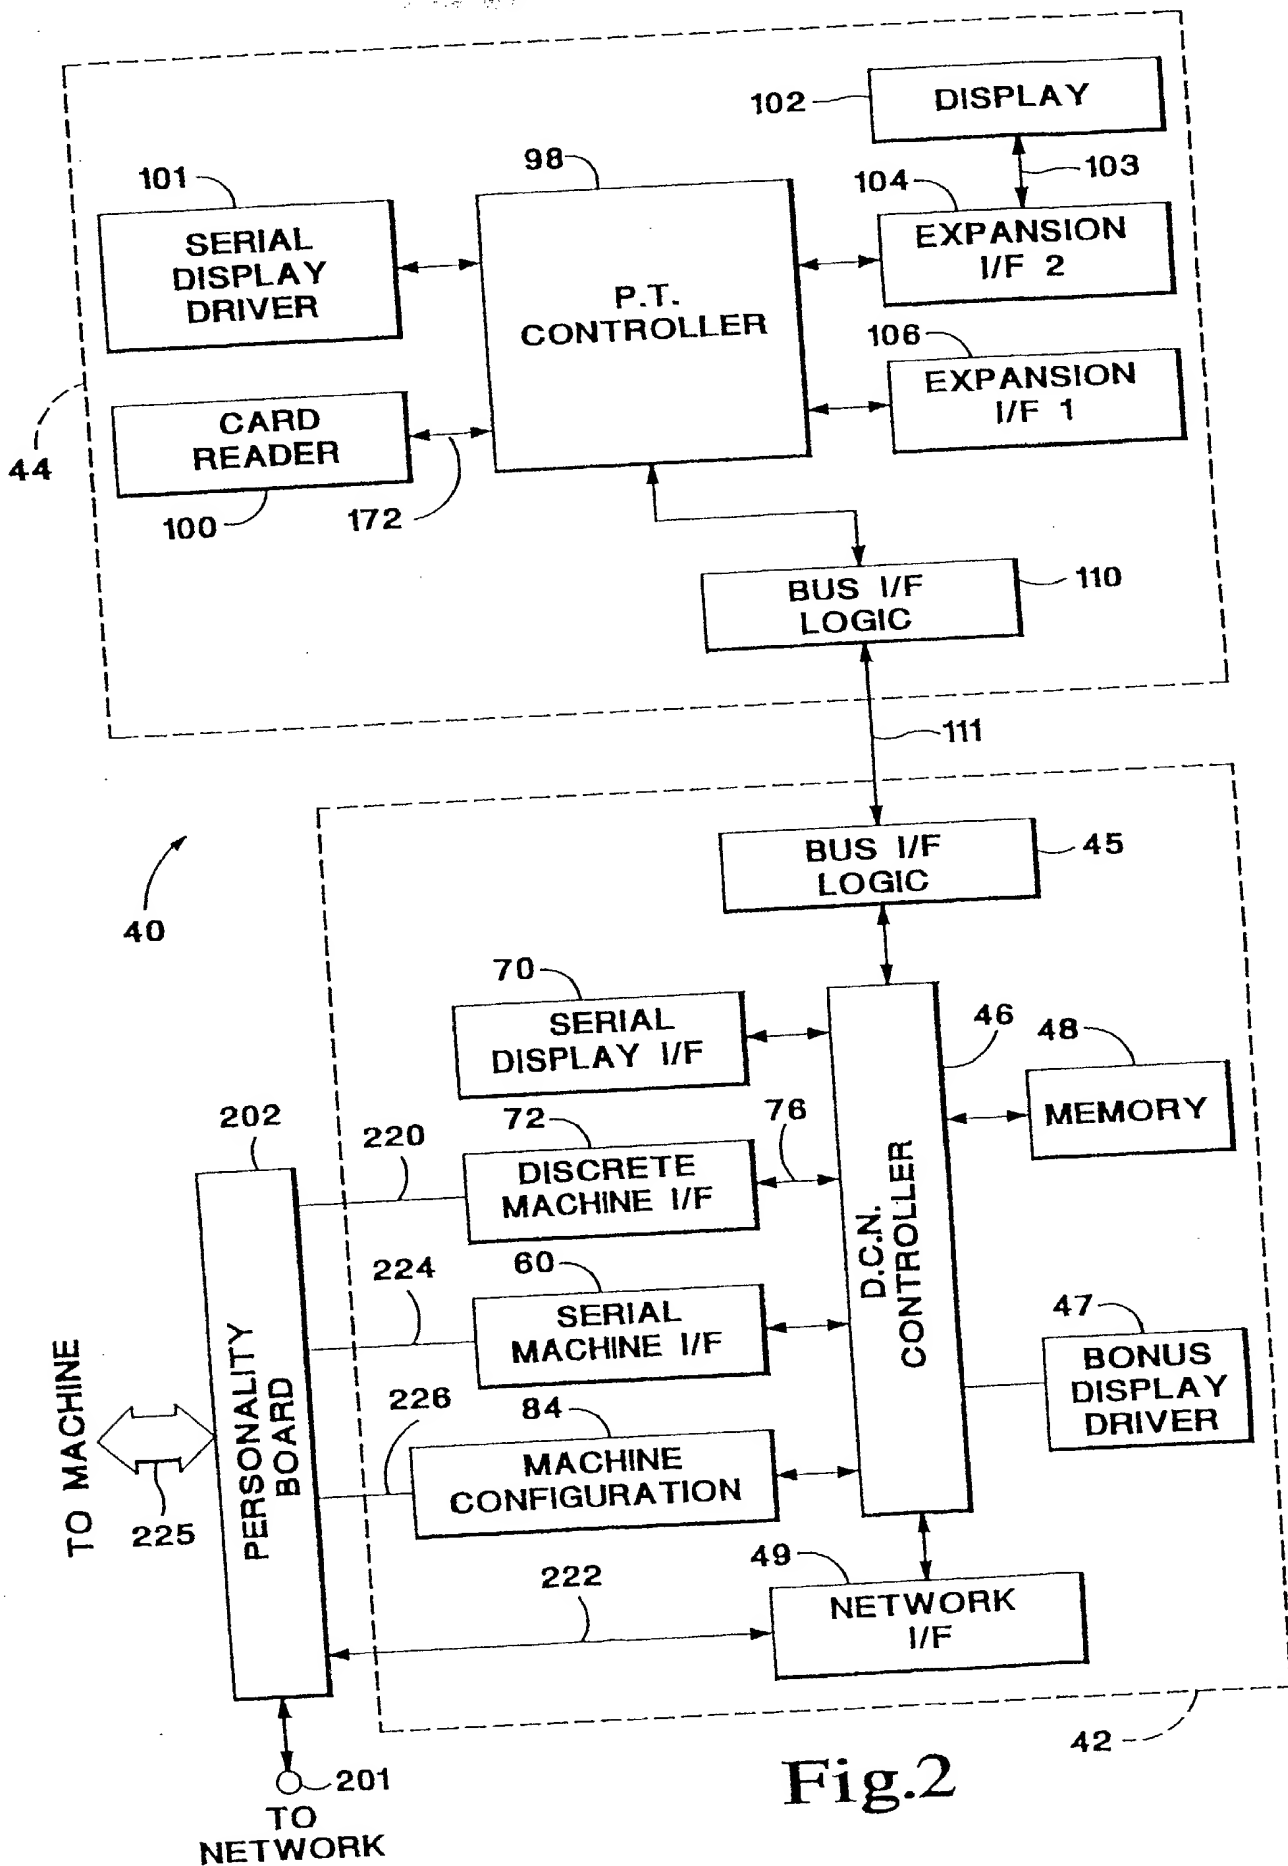 102
DISPLAY
103
101
98
104
SERIAL
DISPLAY
DRIVER
P.T.
CONTROLLER
EXPANSION
I/F 2
106
EXPANSION
I/F 1
44
CARD
READER
100
172
BUS I/F
LOGIC
110
111
40
BUS I/F
LOGIC
45
70
SERIAL
DISPLAY I/F
46
48
MEMORY
202
220
72
76
DISCRETE
MACHINE I/F
D.C.N.
CONTROLLER
224
60
SERIAL
MACHINE I/F
47
BONUS
DISPLAY
DRIVER
TO MACHINE
225
PERSONALITY
BOARD
226
84
MACHINE
CONFIGURATION
222
49
NETWORK
I/F
42
201
TO
NETWORK
Fig.2